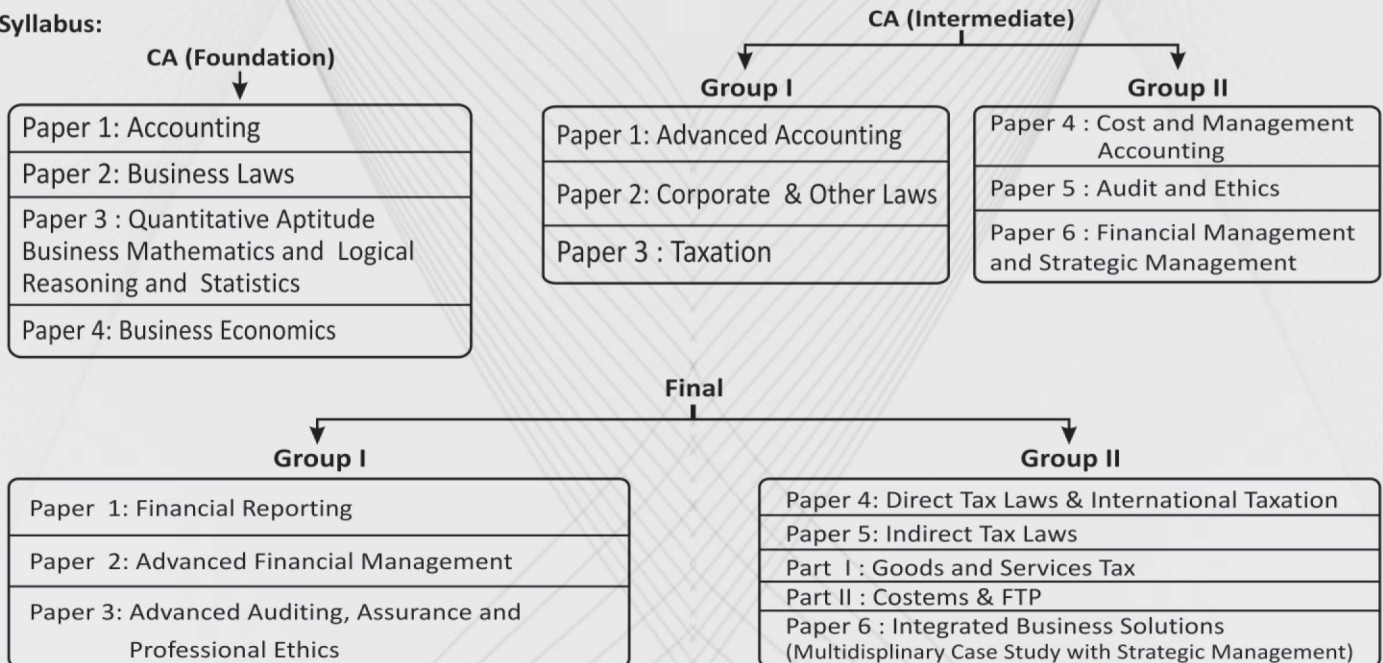 Syllabus:
CA (Foundation)
Paper 1: Accounting
Paper 2: Business Laws
Paper 3 : Quantitative Aptitude
Business Mathematics and Logical
Reasoning and Statistics
Paper 4: Business Economics
CA (Intermediate)
Group I
Paper 1: Advanced Accounting
Paper 2: Corporate & Other Laws
Paper 3 : Taxation
Group II
Paper 4 : Cost and Management
Accounting
Paper 5 : Audit and Ethics
Paper 6 : Financial Management
and Strategic Management
Final
Group I
Paper 1: Financial Reporting
Paper 2: Advanced Financial Management
Paper 3: Advanced Auditing, Assurance and
Professional Ethics
Group II
Paper 4: Direct Tax Laws & International Taxation
Paper 5: Indirect Tax Laws
Part I : Goods and Services Tax
Part II : Costems & FTP
Paper 6 : Integrated Business Solutions
(Multidisplinary Case Study with Strategic Management)